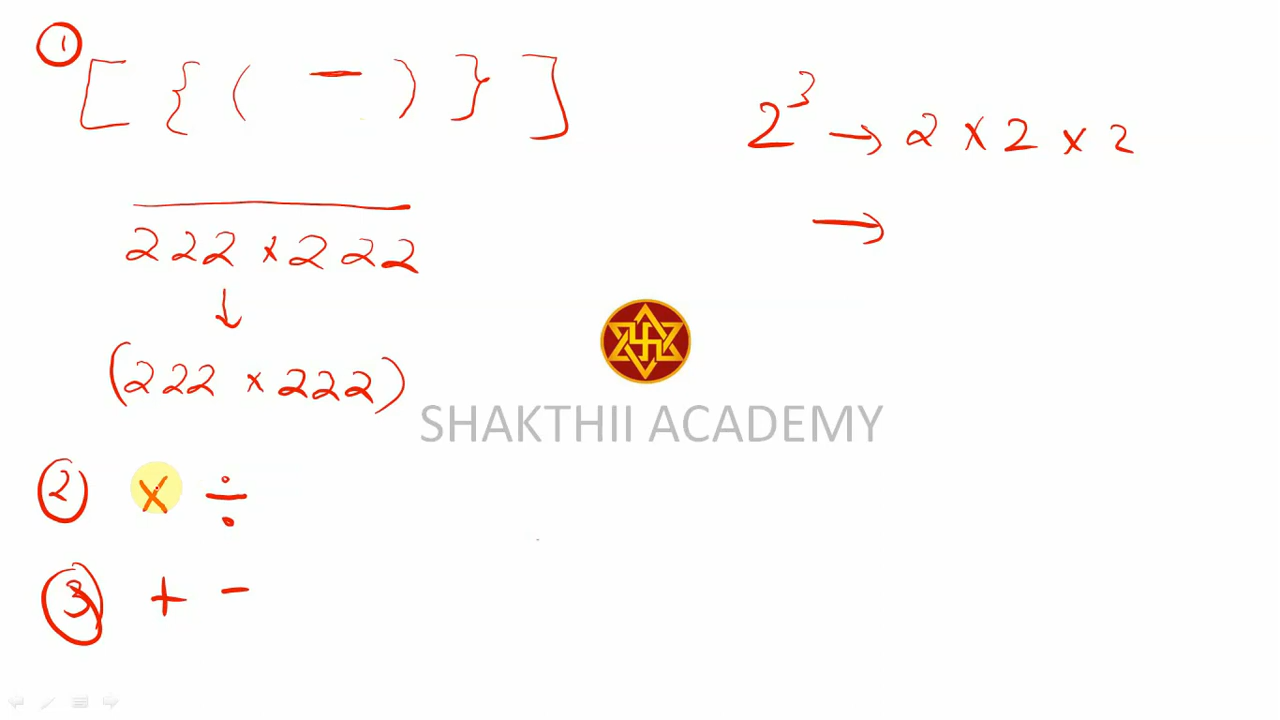 ①
[ { ( — ) } ]
2³ → 2 × 2 × 2
→
222 × 222
↓
(222 × 222)
SHAKTHII ACADEMY
② × ÷
③ + −